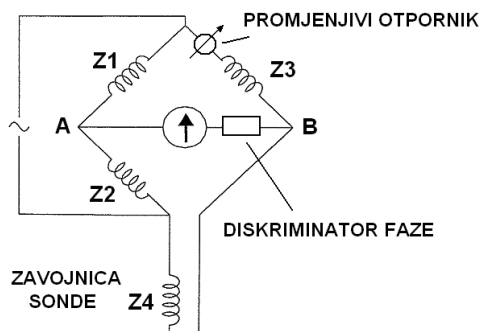 PROMJENJIVI OTPORNIK
Z1
Z3
~
A
B
Z2
DISKRIMINATOR FAZE
ZAVOJNICA
SONDE
Z4